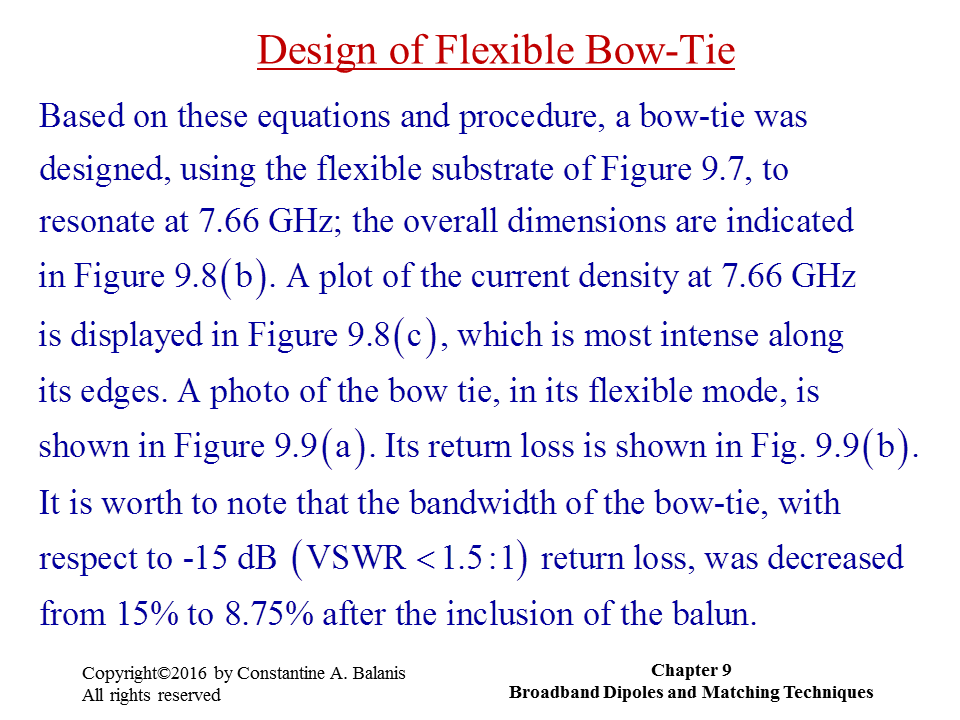 Design of Flexible Bow-Tie
Based on these equations and procedure, a bow-tie was
designed, using the flexible substrate of Figure 9.7, to
resonate at 7.66 GHz; the overall dimensions are indicated
in Figure 9.8(b). A plot of the current density at 7.66 GHz
is displayed in Figure 9.8(c), which is most intense along
its edges. A photo of the bow tie, in its flexible mode, is
shown in Figure 9.9(a). Its return loss is shown in Fig. 9.9(b).
It is worth to note that the bandwidth of the bow-tie, with
respect to -15 dB (VSWR < 1.5:1) return loss, was decreased
from 15% to 8.75% after the inclusion of the balun.
Copyright©2016 by Constantine A. Balanis
All rights reserved
Chapter 9
Broadband Dipoles and Matching Techniques